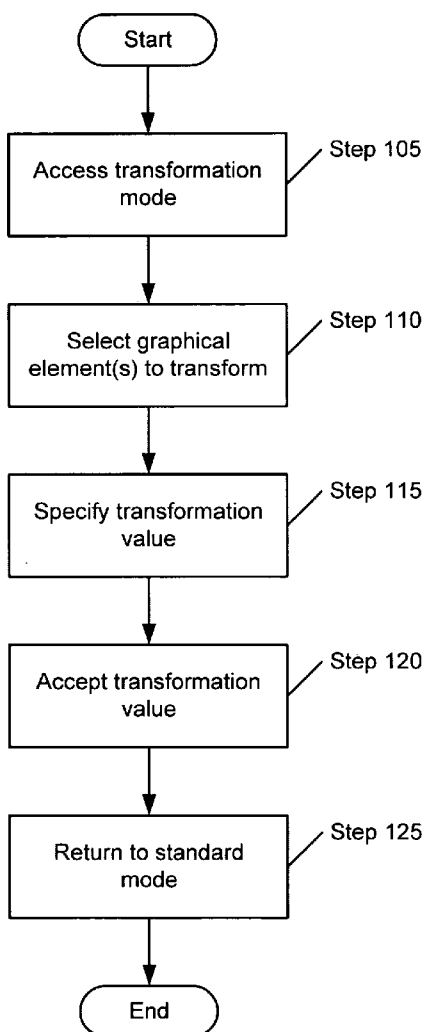 Start
Step 105
Access transformation
mode
Step 110
Select graphical
element(s) to transform
Step 115
Specify transformation
value
Step 120
Accept transformation
value
Step 125
Return to standard
mode
End